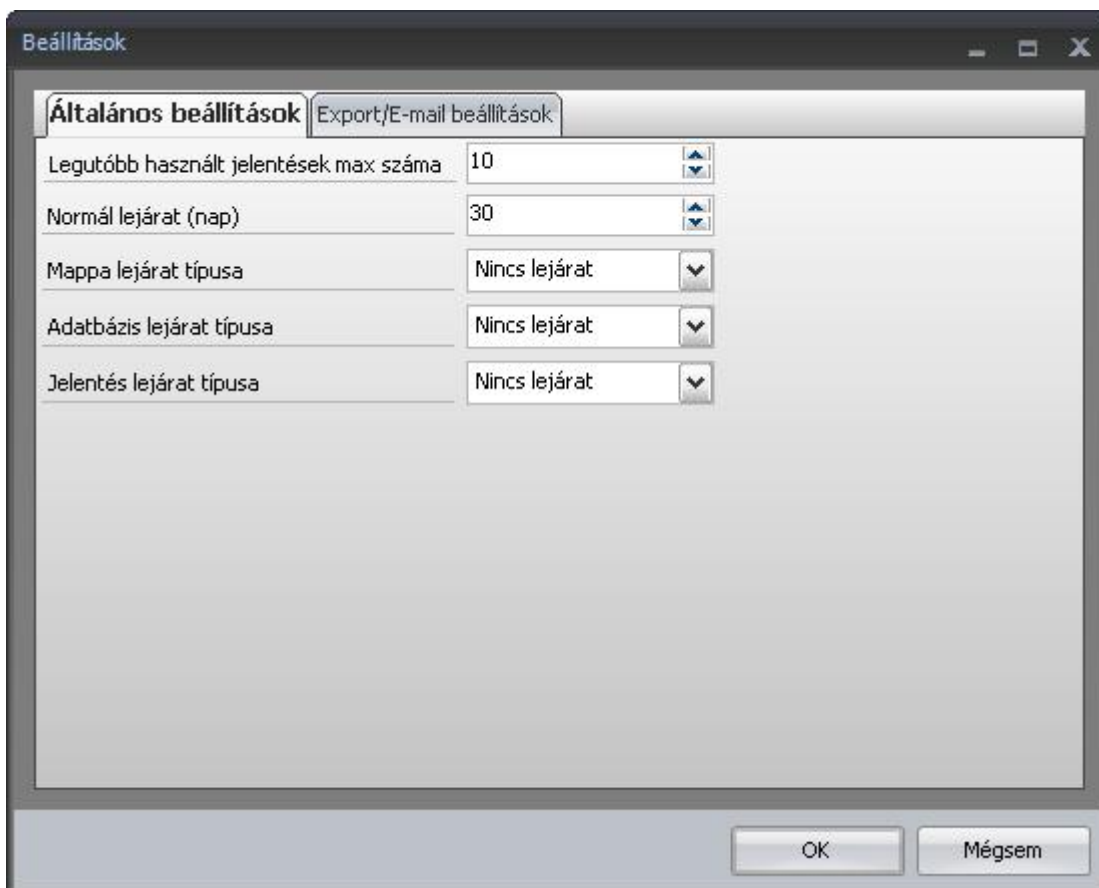 Beállítások
Általános beállítások Export/E-mail beállítások
Legutóbb használt jelentések max száma 10
Normál lejárat (nap) 30
Mappa lejárat típusa Nincs lejárat
Adatbázis lejárat típusa Nincs lejárat
Jelentés lejárat típusa Nincs lejárat
OK Mégsem